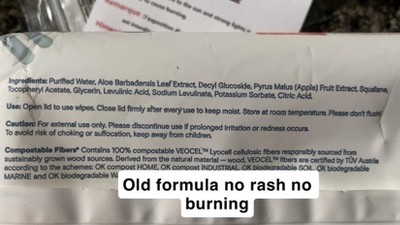 Remarque
to cause burning.
Ingredients: Purified Water, Aloe Barbadensis Leaf Extract, Decyl Glucoside, Pyrus Malus (Apple) Fruit Extract, Squalane,
Tocopheryl Acetate, Glycerin, Levulinic Acid, Sodium Levulinate, Potassium Sorbate, Citric Acid.
Use: Open lid to use wipes. Close lid firmly after every use to keep moist. Store at room temperature. Please don't flush
Caution: For external use only. Please discontinue if prolonged irritation or redness occurs.
To avoid risk of choking or suffocation, keep away from children.
Compostable Fibers* Contains 100% compostable VEOCEL™ Lyocell cellulosic fibers responsibly sourced from
sustainably grown wood sources. Derived from the natural material – wood, VEOCEL™ fibers are certified by TÜV Austria
according to the schemes: OK compost HOME, OK compost INDUSTRIAL, OK biodegradable SOIL, OK biodegradable
MARINE and OK biodegradable
Old formula no rash no
burning